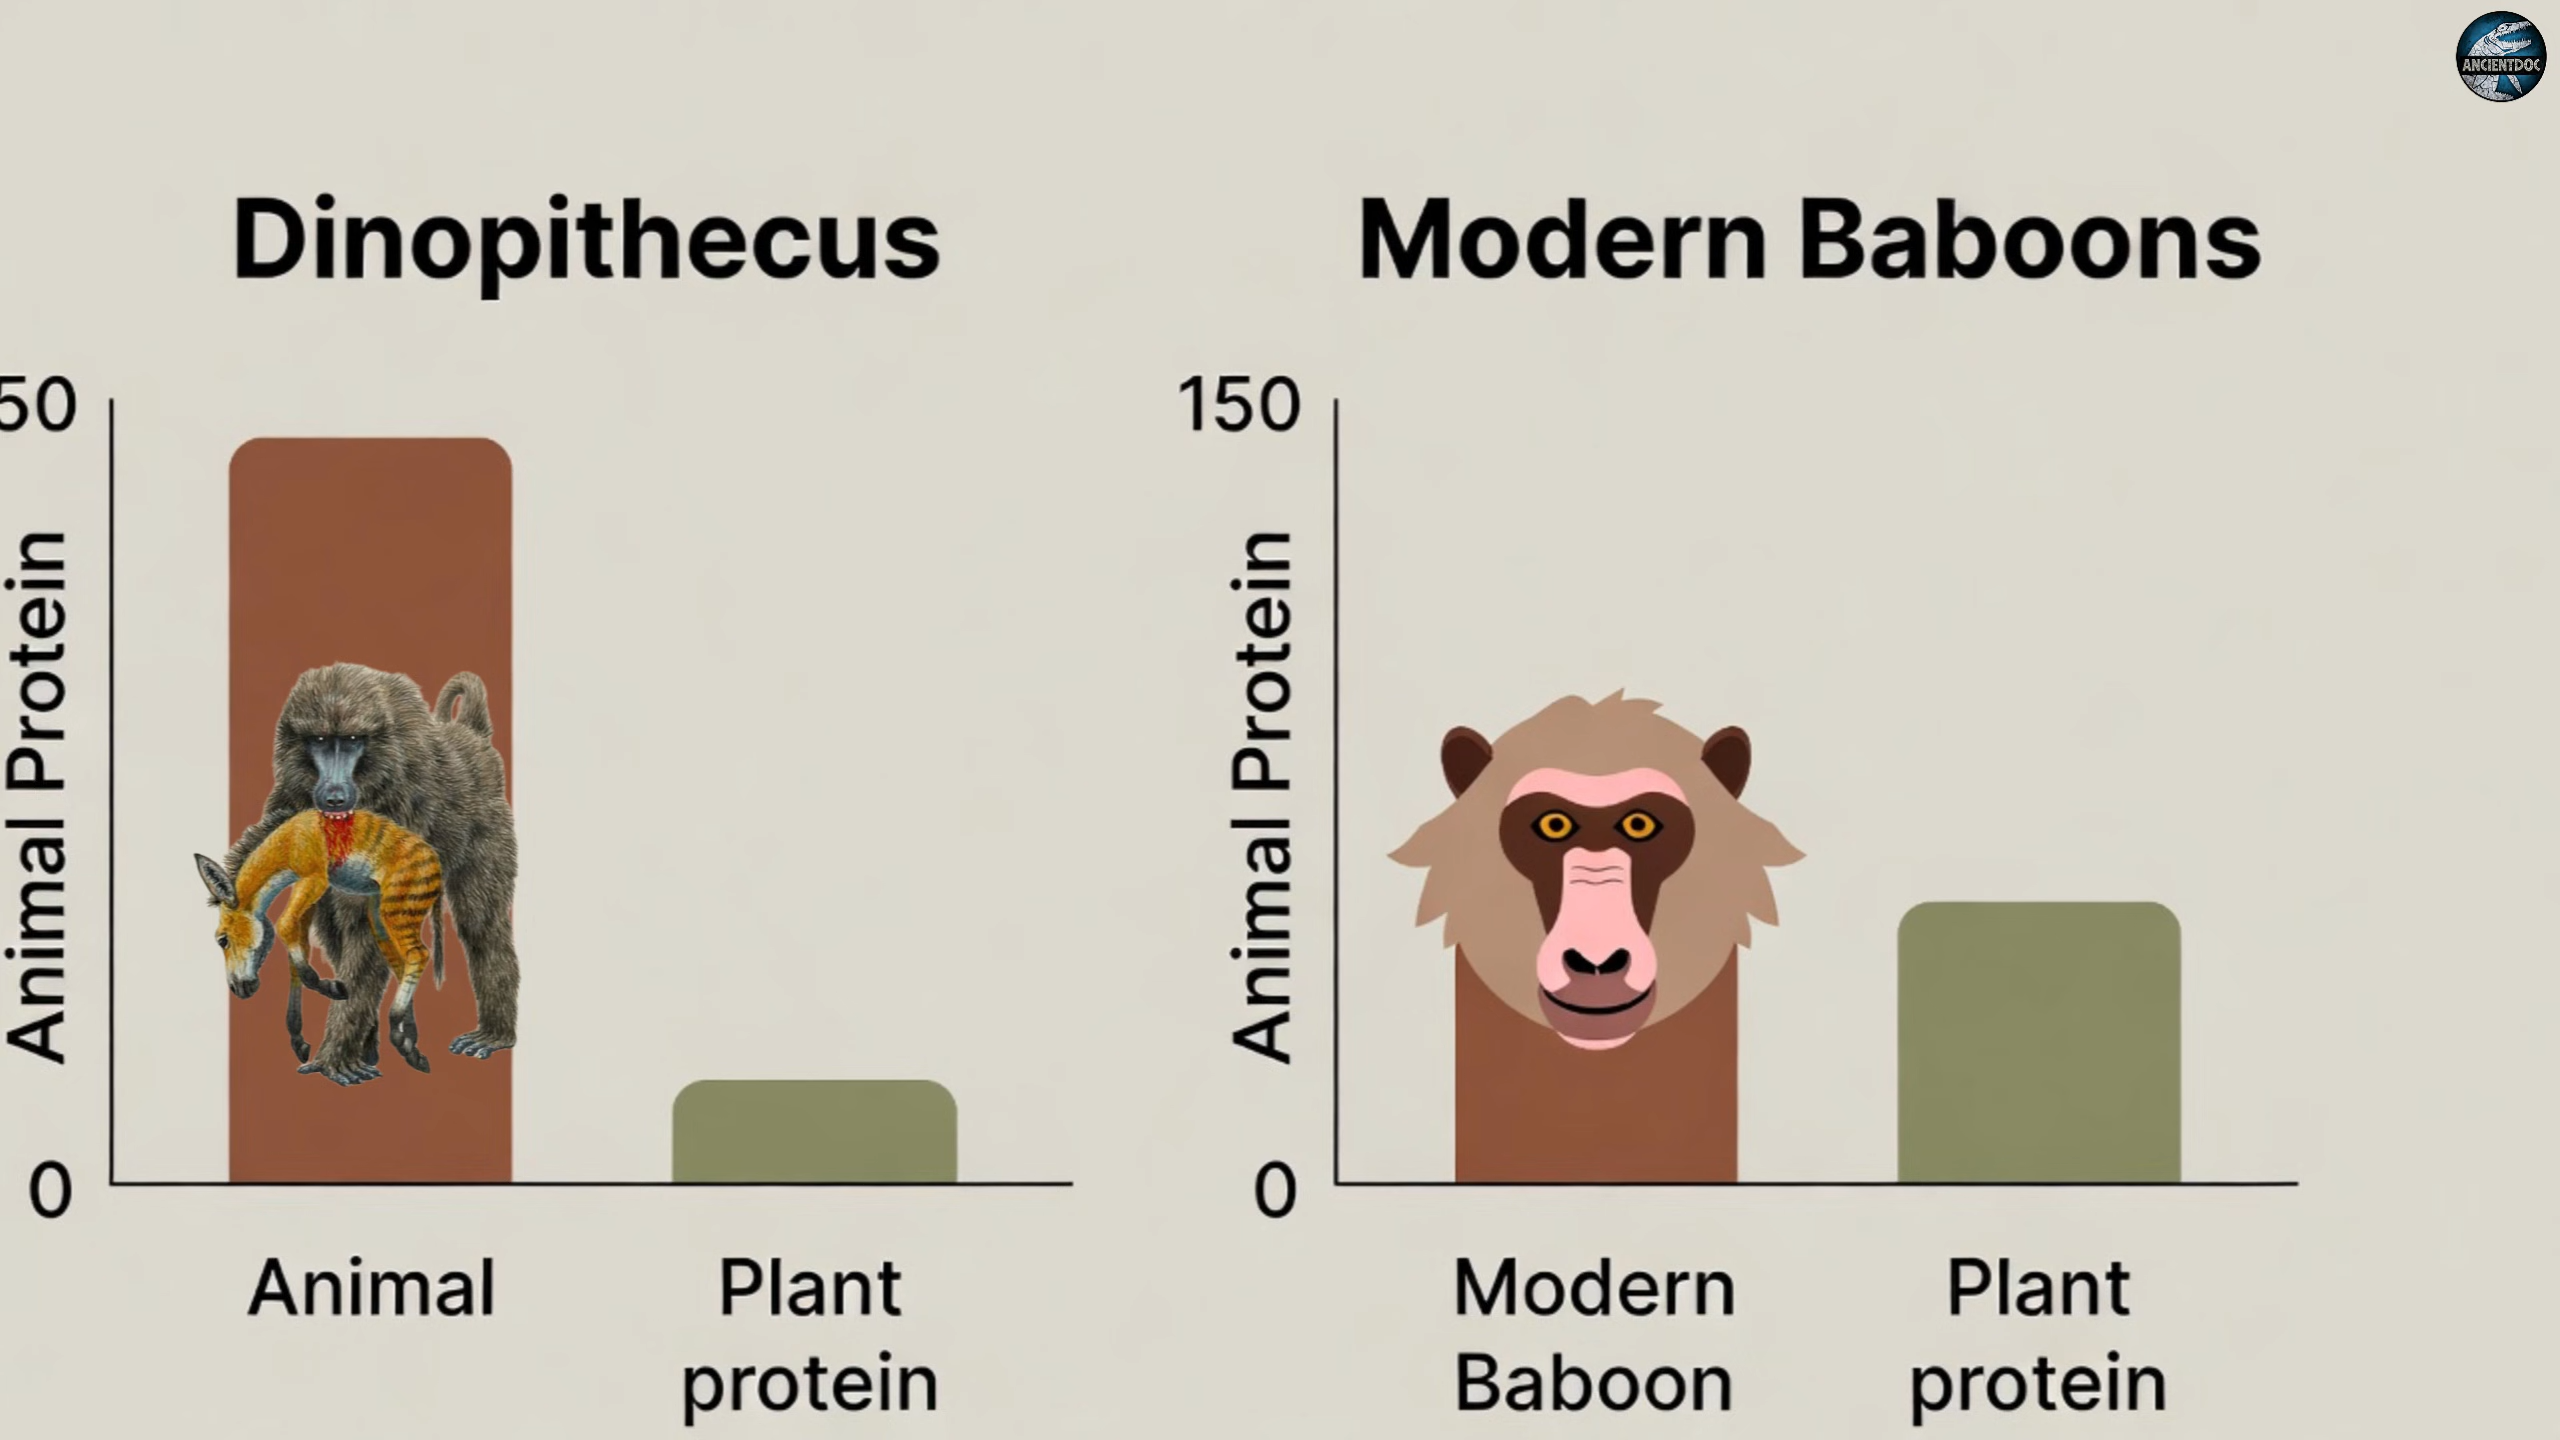 ANCIENTDOC
Dinopithecus
Modern Baboons
50
Animal Protein
0
Animal
Plant
protein
150
Animal Protein
0
Modern
Baboon
Plant
protein